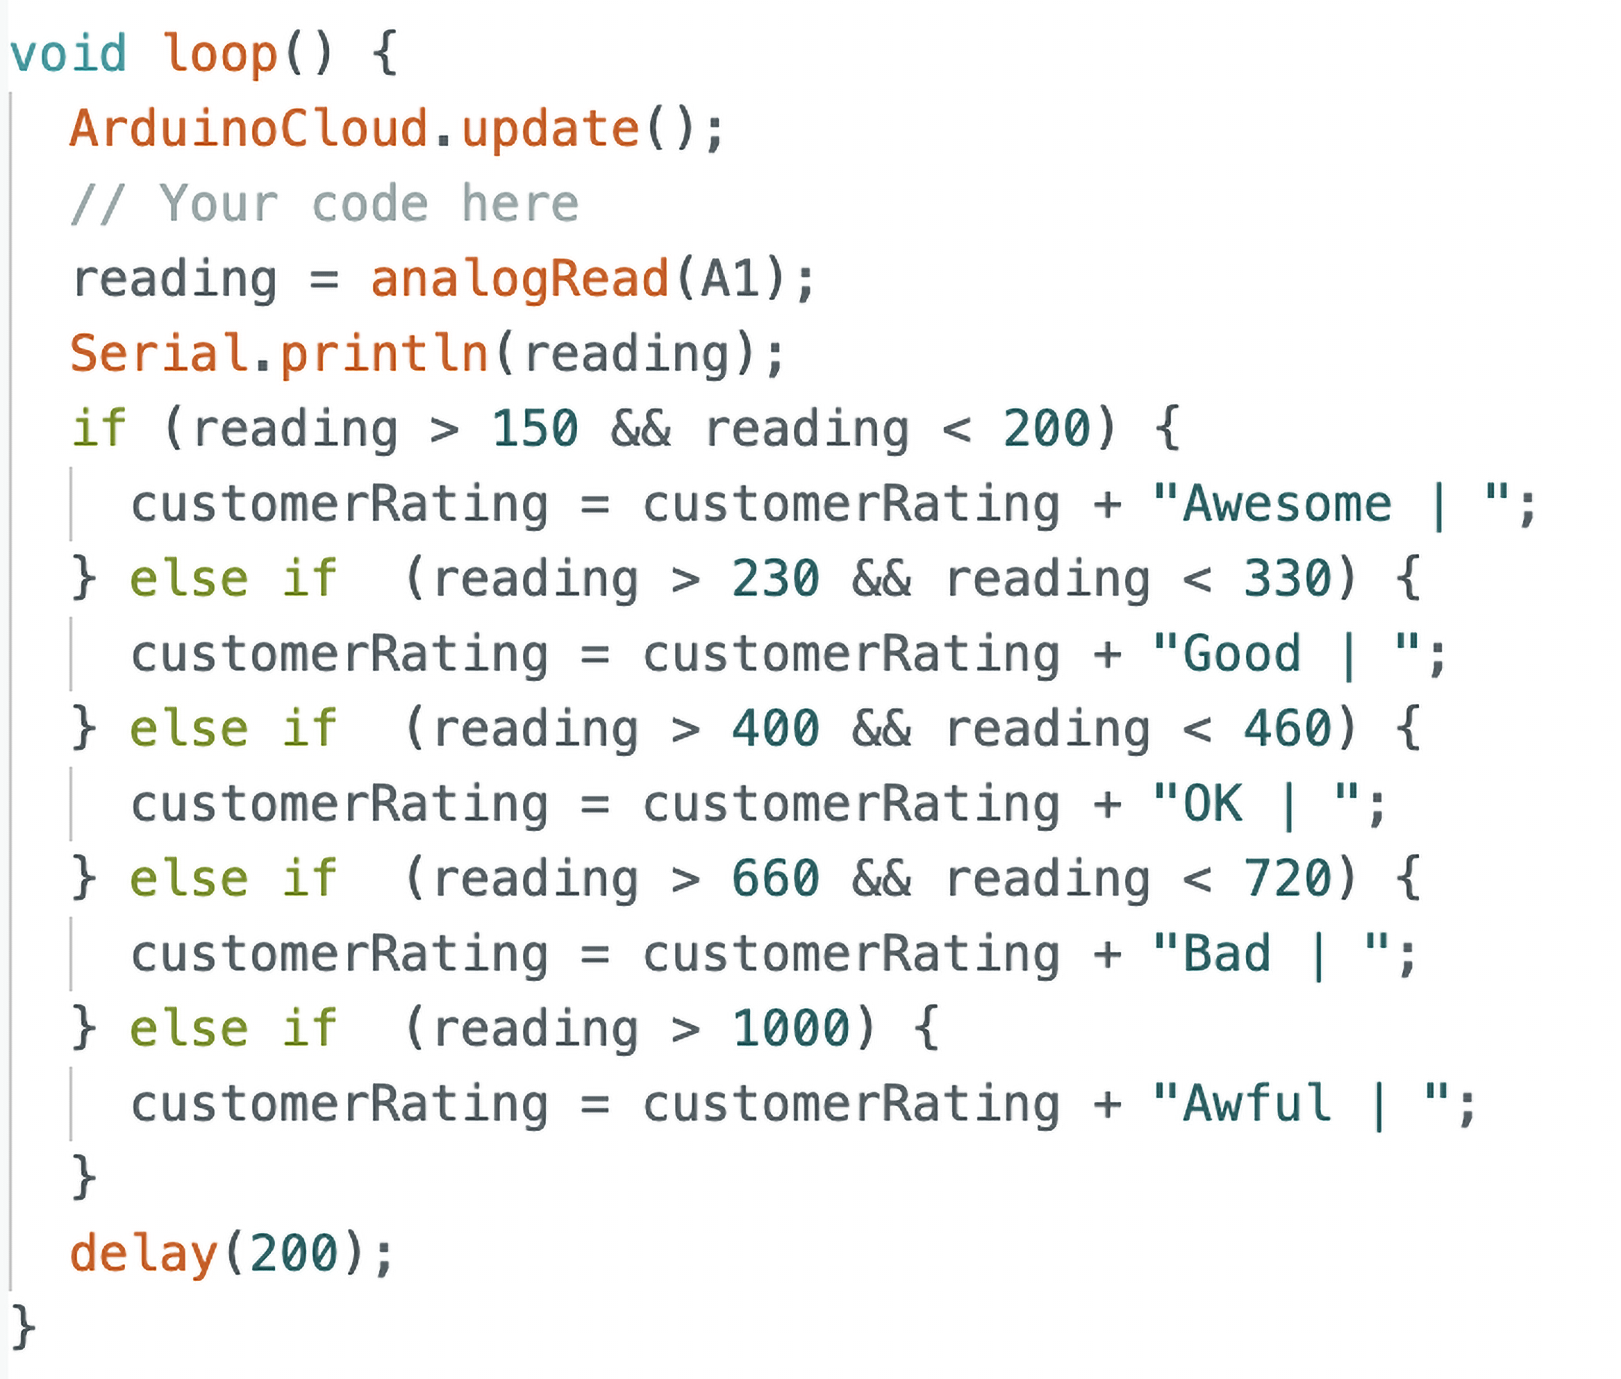 void loop() {
  ArduinoCloud.update();
  // Your code here
  reading = analogRead(A1);
  Serial.println(reading);
  if (reading > 150 && reading < 200) {
    customerRating = customerRating + "Awesome | ";
  } else if  (reading > 230 && reading < 330) {
    customerRating = customerRating + "Good | ";
  } else if  (reading > 400 && reading < 460) {
    customerRating = customerRating + "OK | ";
  } else if  (reading > 660 && reading < 720) {
    customerRating = customerRating + "Bad | ";
  } else if  (reading > 1000) {
    customerRating = customerRating + "Awful | ";
  }
  delay(200);
}